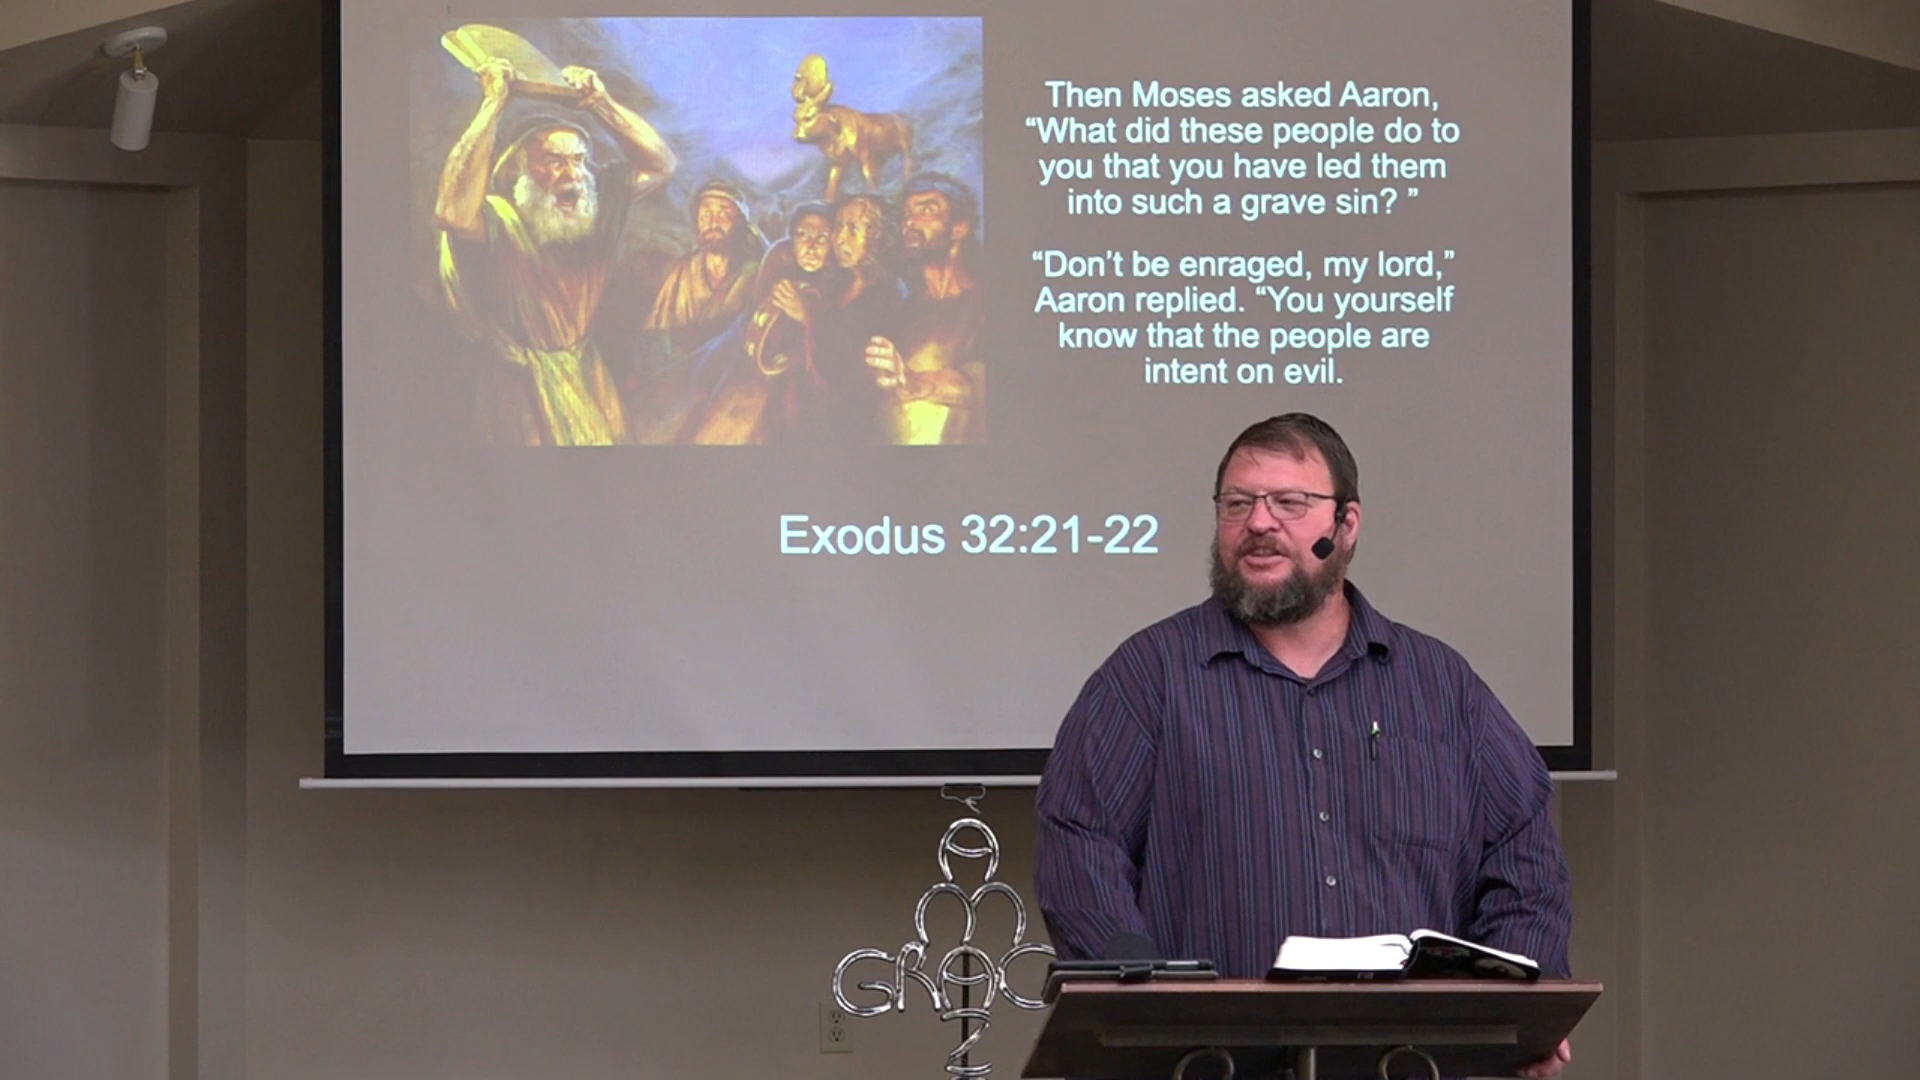 Then Moses asked Aaron,
“What did these people do to
you that you have led them
into such a grave sin? ”
“Don’t be enraged, my lord,”
Aaron replied. “You yourself
know that the people are
intent on evil.
Exodus 32:21-22
GRAC